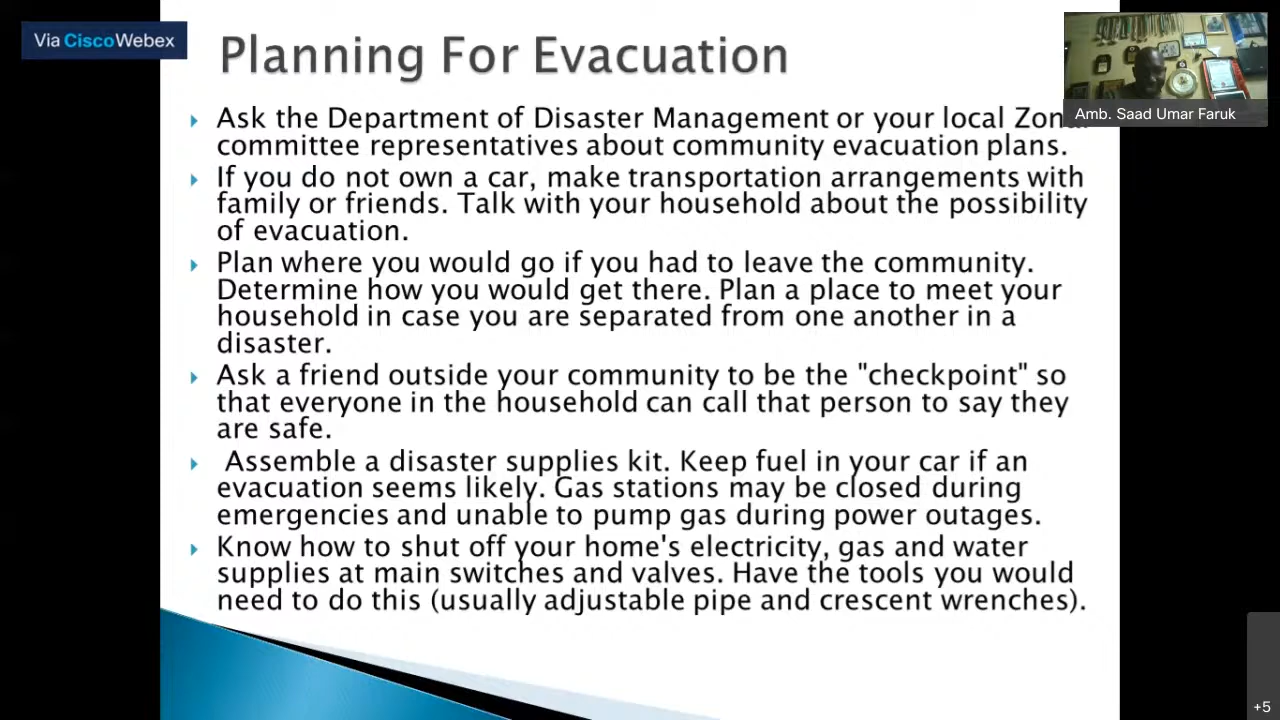 Via CiscoWebex
Planning For Evacuation
Amb. Saad Umar Faruk
Ask the Department of Disaster Management or your local
committee representatives about community evacuation plans.
If you do not own a car, make transportation arrangements with
family or friends. Talk with your household about the possibility
of evacuation.
Plan where you would go if you had to leave the community.
Determine how you would get there. Plan a place to meet your
household in case you are separated from one another in a
disaster.
Ask a friend outside your community to be the "checkpoint" so
that everyone in the household can call that person to say they
are safe.
Assemble a disaster supplies kit. Keep fuel in your car if an
evacuation seems likely. Gas stations may be closed during
emergencies and unable to pump gas during power outages.
Know how to shut off your home's electricity, gas and water
supplies at main switches and valves. Have the tools you would
need to do this (usually adjustable pipe and crescent wrenches).
+5